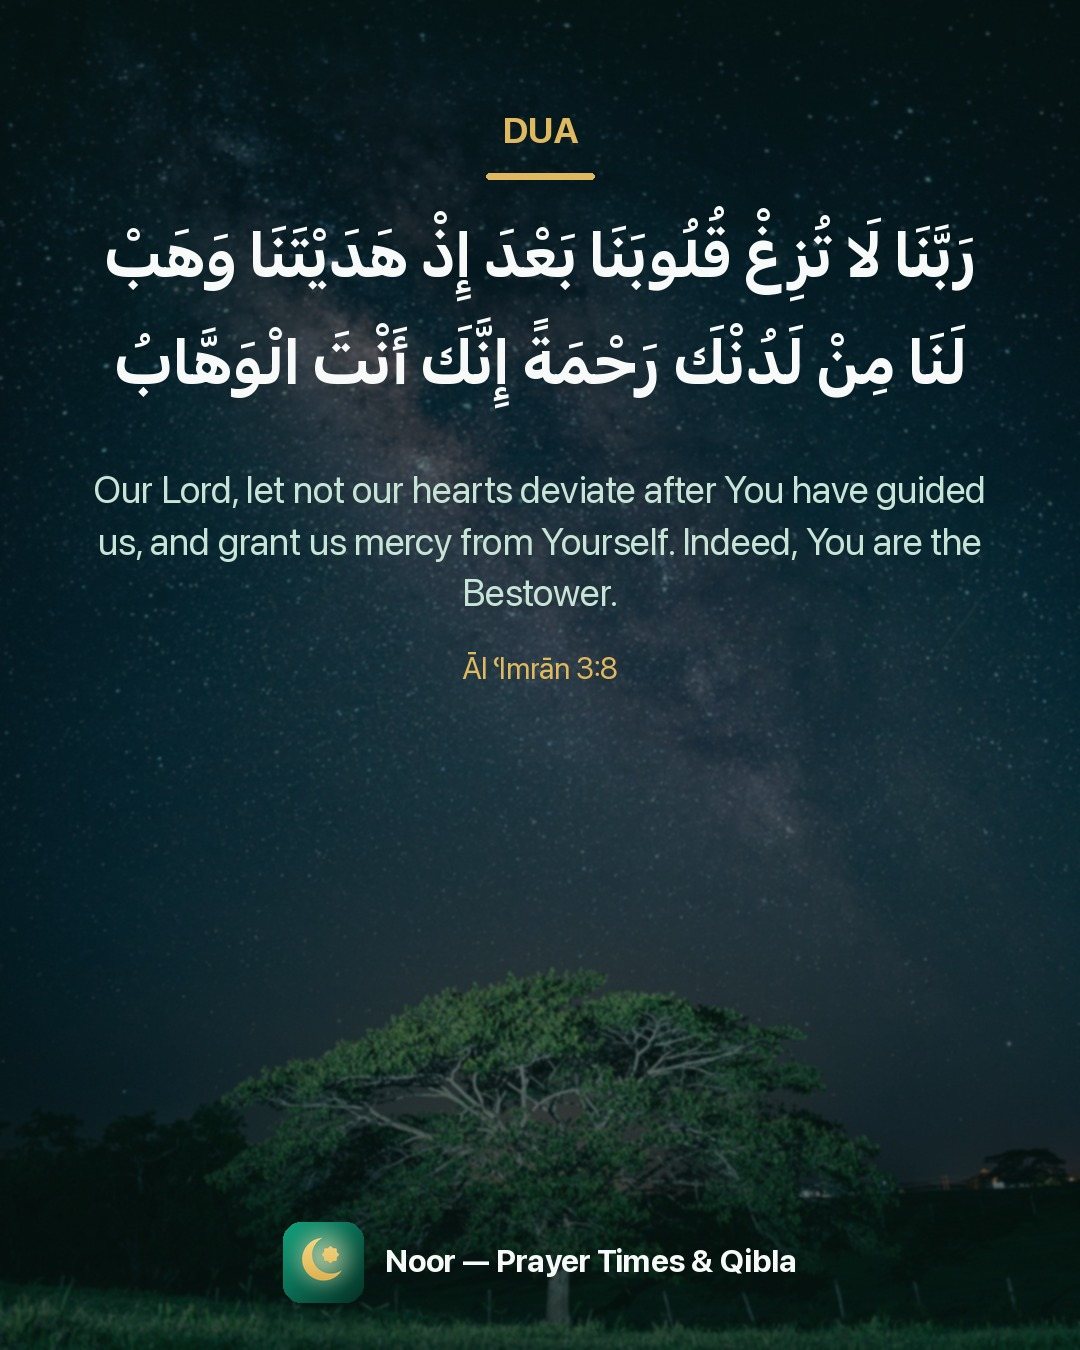 DUA
رَبَّنَا لَا تُزِغْ قُلُوبَنَا بَعْدَ إِذْ هَدَيْتَنَا وَهَبْ
لَنَا مِنْ لَدُنْكَ رَحْمَةً إِنَّكَ أَنْتَ الْوَهَّابُ
Our Lord, let not our hearts deviate after You have guided
us, and grant us mercy from Yourself. Indeed, You are the
Bestower.
Āl ʿImrān 3:8
Noor — Prayer Times & Qibla